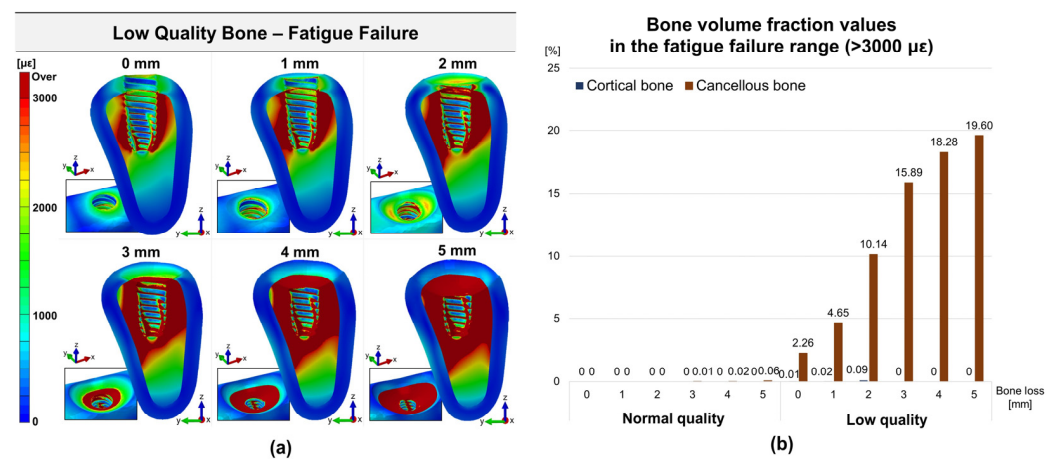 Low Quality Bone – Fatigue Failure
[µε]
Over
3000
2000
1000
0
0 mm
1 mm
2 mm
z
y
x
z
y
x
z
y
x
z
y
x
z
y
x
z
y
x
3 mm
4 mm
5 mm
z
y
x
z
y
x
z
y
x
z
y
x
z
y
x
z
y
x
(a)
Bone volume fraction values
in the fatigue failure range (>3000 µε)
[%]
25
20
15
10
5
0
Cortical bone
Cancellous bone
0 0
0 0
0 0
0 0.01
0 0.02
0 0.06
0.01
2.26
0.02
4.65
0.09
10.14
0
15.89
0
18.28
0
19.60
0 1 2 3 4 5 0 1 2 3 4 5
Bone loss
[mm]
Normal quality
Low quality
(b)